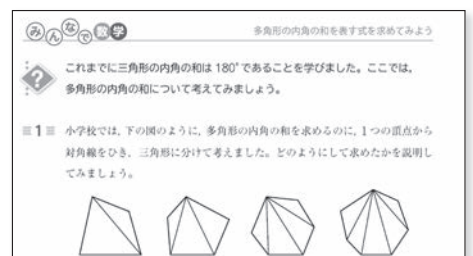 みんなで数学
多角形の内角の和を表す式を求めてみよう
?
これまでに三角形の内角の和は 180°であることを学びました。ここでは,
多角形の内角の和について考えてみましょう。
1 小学校では, 下の図のように, 多角形の内角の和を求めるのに, 1つの頂点から
対角線をひき, 三角形に分けて考えました。どのようにして求めたかを説明し
てみましょう。